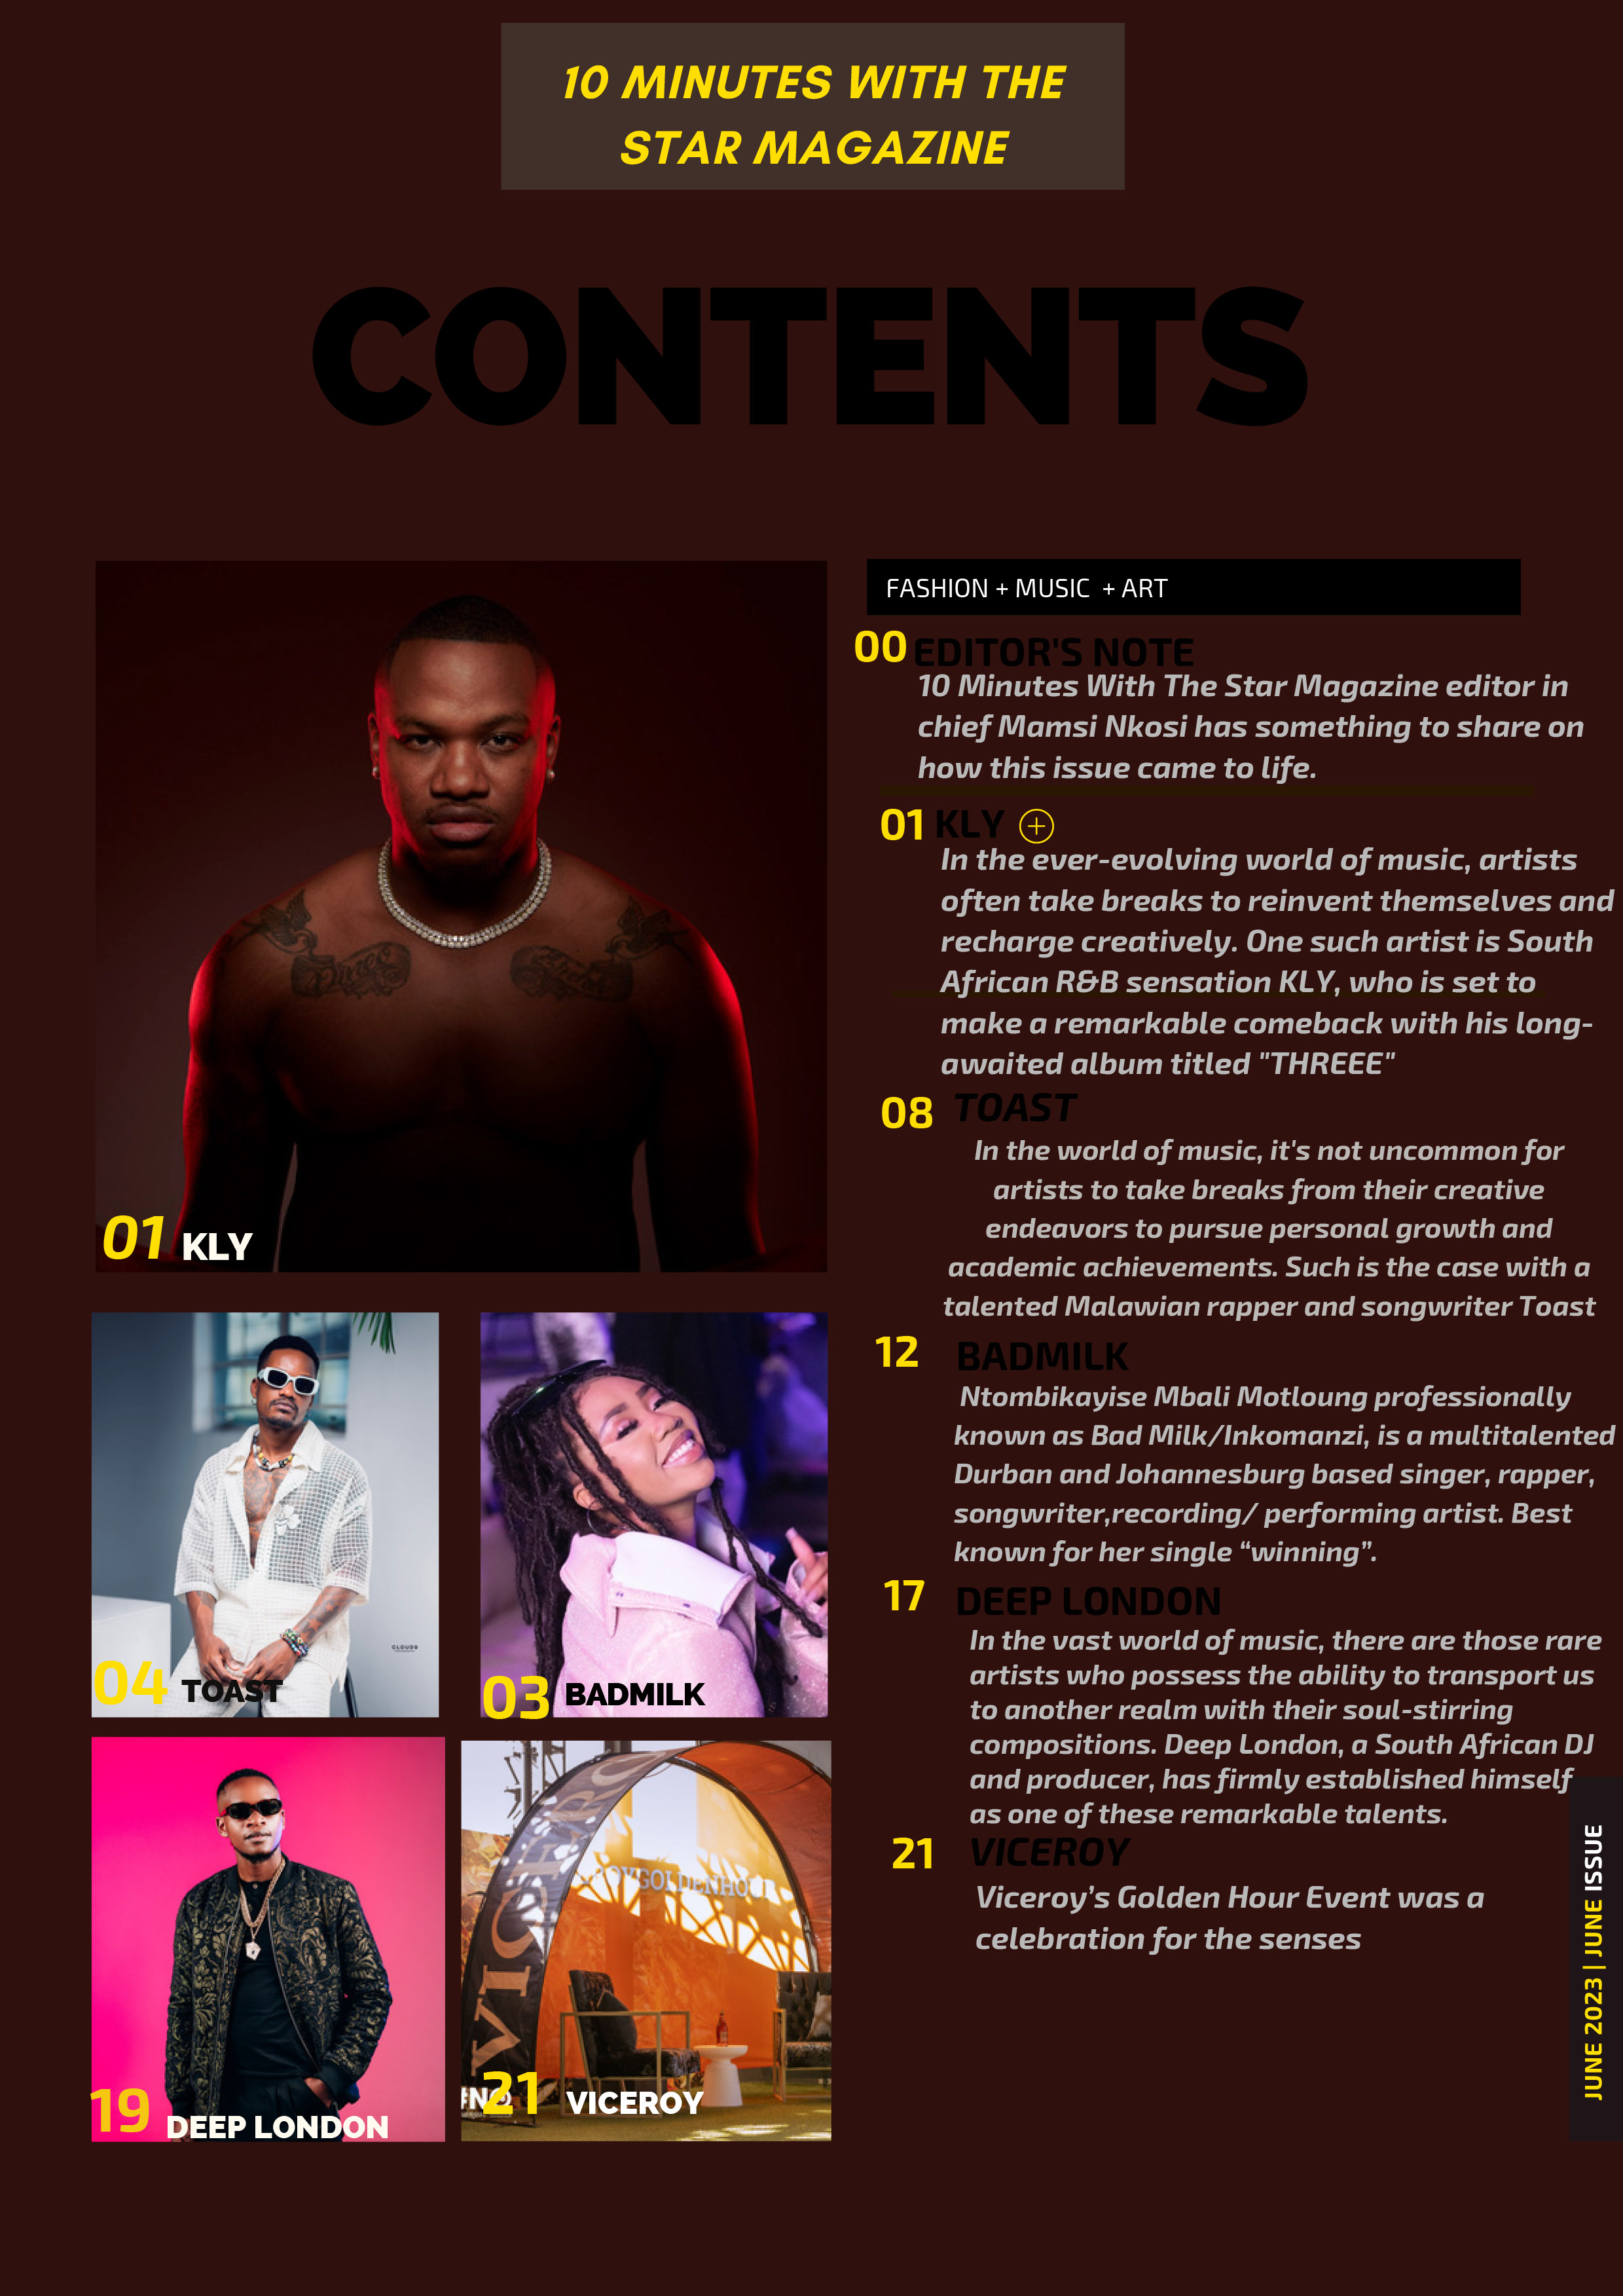 10 MINUTES WITH THE
STAR MAGAZINE
CONTENTS
FASHION + MUSIC + ART
00 EDITOR'S NOTE
10 Minutes With The Star Magazine editor in
chief Mamsi Nkosi has something to share on
how this issue came to life.
01 KLY
In the ever-evolving world of music, artists
often take breaks to reinvent themselves and
recharge creatively. One such artist is South
African R&B sensation KLY, who is set to
make a remarkable comeback with his long-
awaited album titled "THREEE"
08 TOAST
In the world of music, it's not uncommon for
artists to take breaks from their creative
endeavors to pursue personal growth and
academic achievements. Such is the case with a
talented Malawian rapper and songwriter Toast
12 BADMILK
Ntombikayise Mbali Motloung professionally
known as Bad Milk/Inkomanzi, is a multitalented
Durban and Johannesburg based singer, rapper,
songwriter,recording/ performing artist. Best
known for her single “winning”.
17 DEEP LONDON
In the vast world of music, there are those rare
artists who possess the ability to transport us
to another realm with their soul-stirring
compositions. Deep London, a South African DJ
and producer, has firmly established himself
as one of these remarkable talents.
21 VICEROY
Viceroy’s Golden Hour Event was a
celebration for the senses
01 KLY
04 TOAST
CLOUDS
03 BADMILK
19 DEEP LONDON
21 VICEROY
JUNE 2023 | JUNE ISSUE